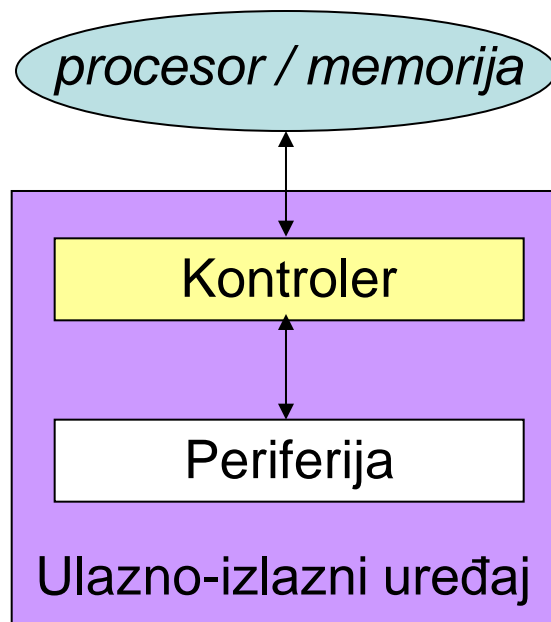 procesor / memorija
Kontroler
Periferija
Ulazno-izlazni uređaj